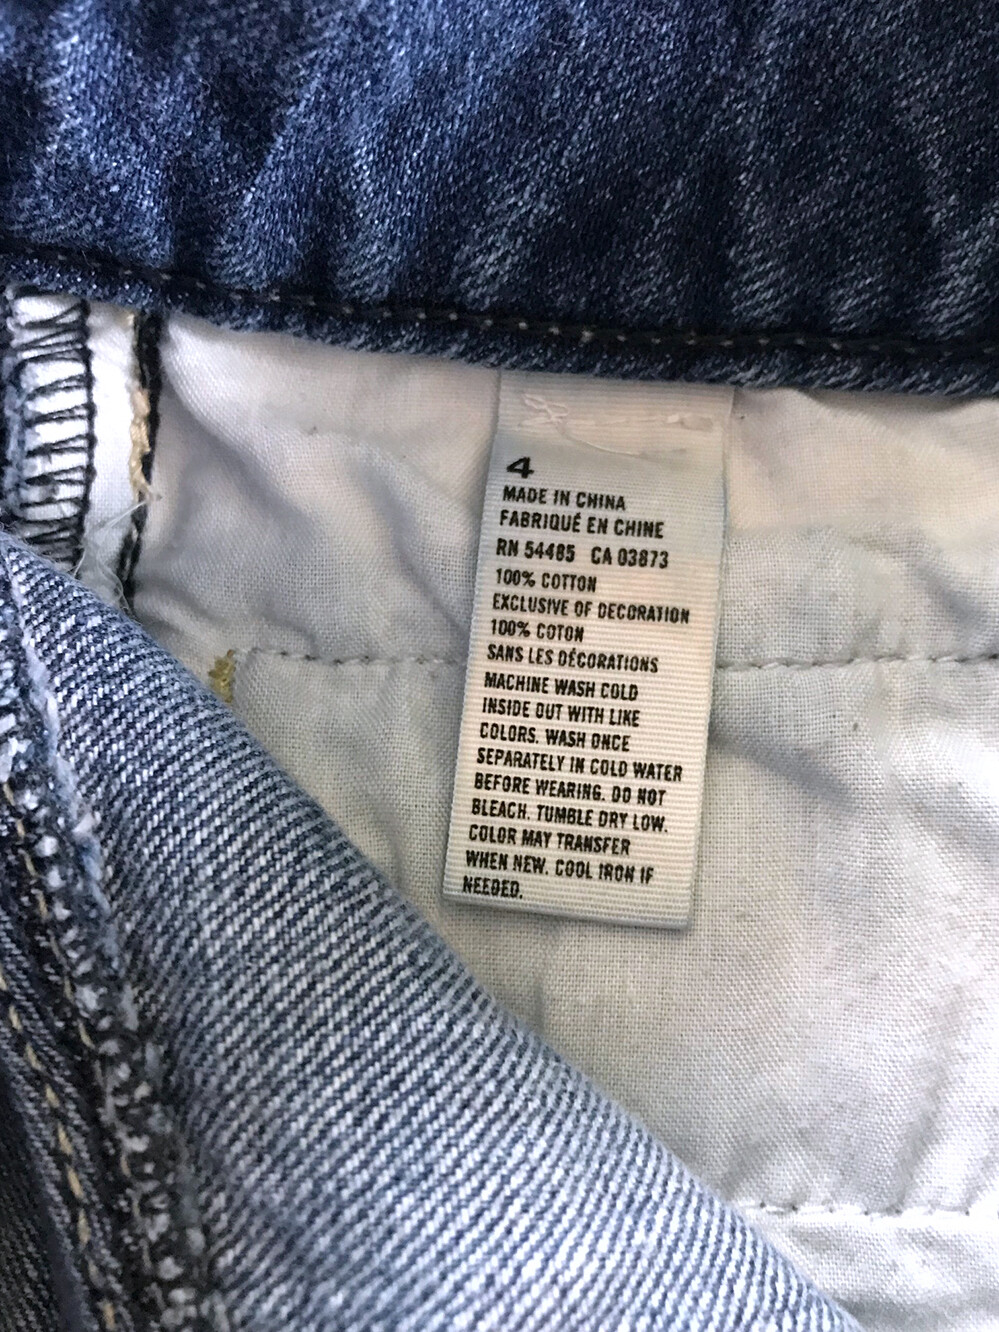 4
MADE IN CHINA
FABRIQUÉ EN CHINE
RN 54485 CA 03873
100% COTTON
EXCLUSIVE OF DECORATION
100% COTON
SANS LES DÉCORATIONS
MACHINE WASH COLD
INSIDE OUT WITH LIKE
COLORS. WASH ONCE
SEPARATELY IN COLD WATER
BEFORE WEARING. DO NOT
BLEACH. TUMBLE DRY LOW.
COLOR MAY TRANSFER
WHEN NEW. COOL IRON IF
NEEDED.